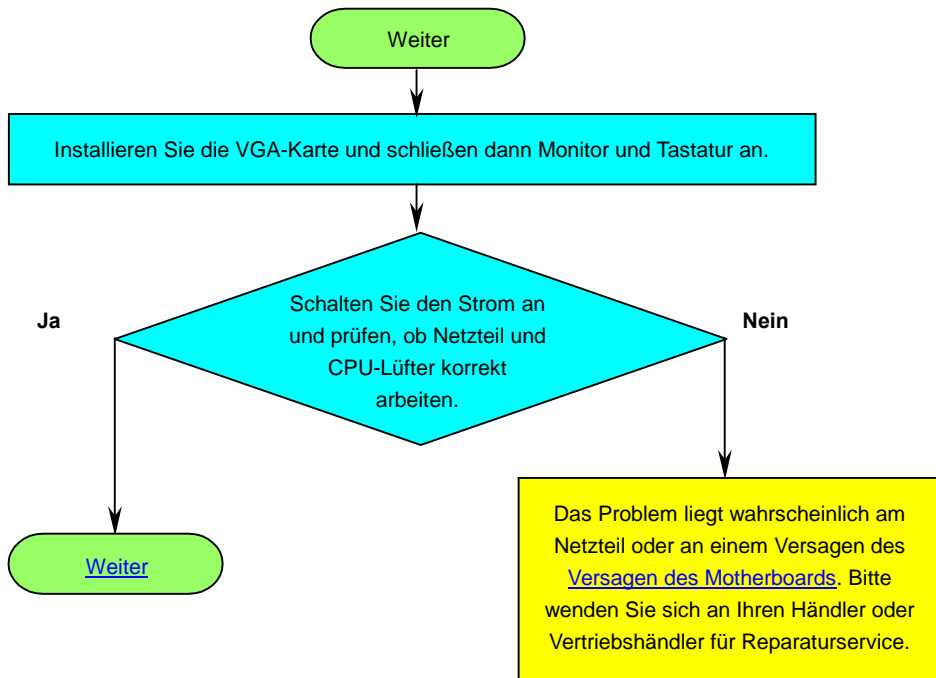 Weiter
Installieren Sie die VGA-Karte und schließen dann Monitor und Tastatur an.
Schalten Sie den Strom an
und prüfen, ob Netzteil und
CPU-Lüfter korrekt
arbeiten.
Ja
Nein
Weiter
Das Problem liegt wahrscheinlich am
Netzteil oder an einem Versagen des
Versagen des Motherboards. Bitte
wenden Sie sich an Ihren Händler oder
Vertriebshändler für Reparaturservice.